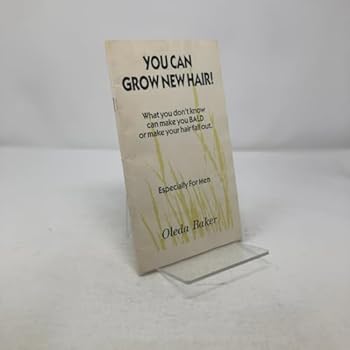 YOU CAN
GROW NEW HAIR!
What you don't know
can make you BALD
or make your hair fall out.
Especially For Men
Oleda Baker